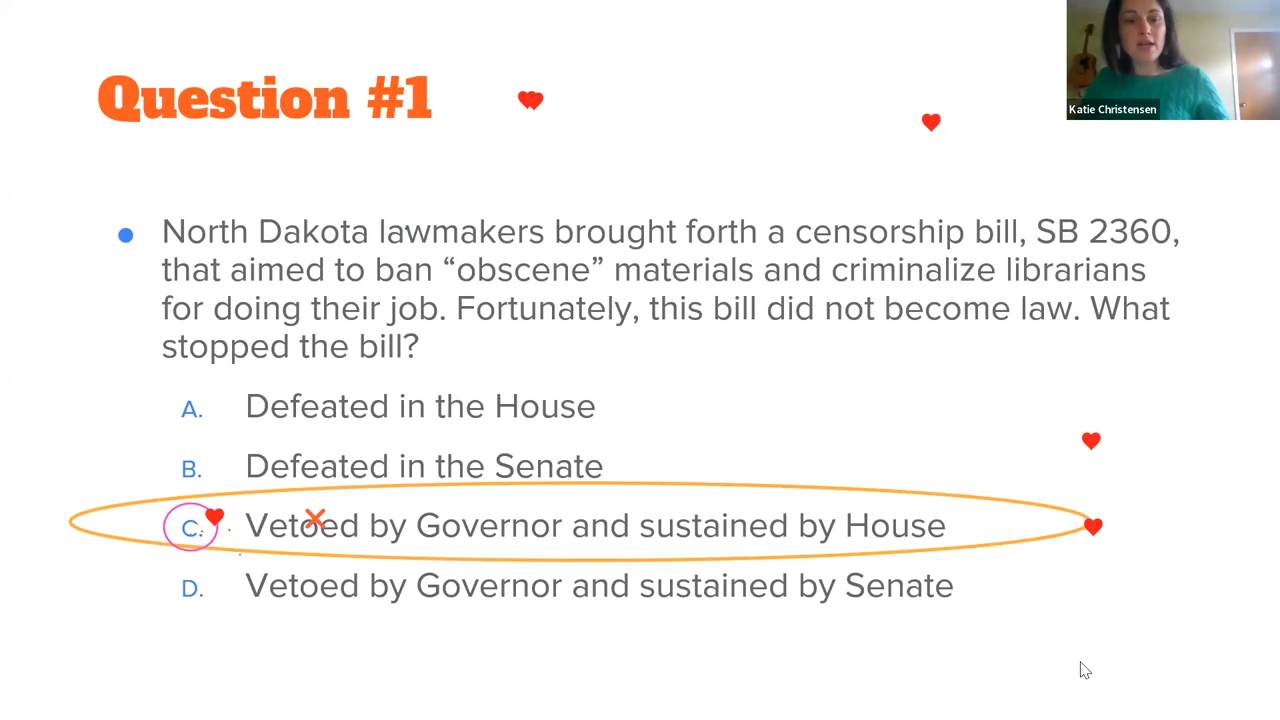 Question #1
Katie Christensen
● North Dakota lawmakers brought forth a censorship bill, SB 2360,
that aimed to ban “obscene” materials and criminalize librarians
for doing their job. Fortunately, this bill did not become law. What
stopped the bill?
A. Defeated in the House
B. Defeated in the Senate
C. Vetoed by Governor and sustained by House
D. Vetoed by Governor and sustained by Senate